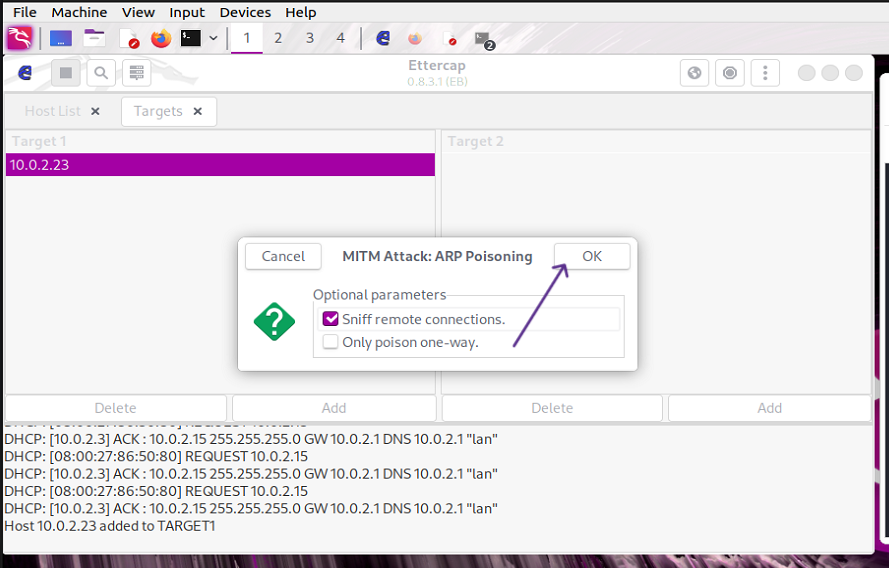 File Machine View Input Devices Help
1 2 3 4 2
Ettercap
0.8.3.1 (EB)
Host List Targets
Target 1 Target 2
10.0.2.23
Cancel MITM Attack: ARP Poisoning OK
Optional parameters
Sniff remote connections.
Only poison one-way.
Delete Add Delete Add
DHCP: [10.0.2.3] ACK : 10.0.2.15 255.255.255.0 GW 10.0.2.1 DNS 10.0.2.1 "lan"
DHCP: [08:00:27:86:50:80] REQUEST 10.0.2.15
DHCP: [10.0.2.3] ACK : 10.0.2.15 255.255.255.0 GW 10.0.2.1 DNS 10.0.2.1 "lan"
DHCP: [08:00:27:86:50:80] REQUEST 10.0.2.15
DHCP: [10.0.2.3] ACK : 10.0.2.15 255.255.255.0 GW 10.0.2.1 DNS 10.0.2.1 "lan"
Host 10.0.2.23 added to TARGET1